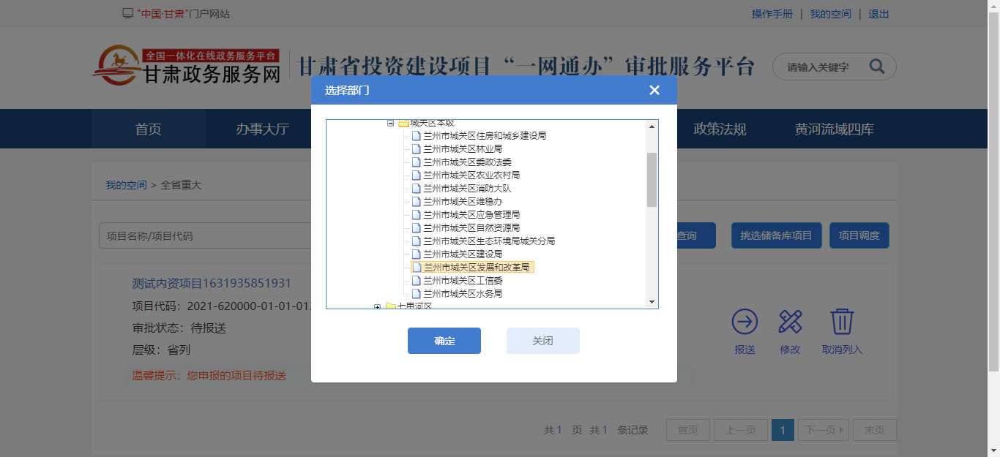 "中国·甘肃"门户网站
操作手册 | 我的空间 | 退出
全国一体化在线政务服务平台
甘肃政务服务网
甘肃省投资建设项目“一网通办”审批服务平台
请输入关键字
选择部门
首页 办事大厅 政策法规 黄河流域四库
城关区本级
兰州市城关区住房和城乡建设局
兰州市城关区林业局
兰州市城关区委政法委
兰州市城关区农业农村局
兰州市城关区消防大队
兰州市城关区维稳办
兰州市城关区应急管理局
兰州市城关区自然资源局
兰州市城关区生态环境局城关分局
兰州市城关区建设局
兰州市城关区发展和改革局
兰州市城关区工信委
兰州市城关区水务局
七里河区
确定 关闭
我的空间 > 全省重大
项目名称/项目代码
查询 挑选储备库项目 项目调度
测试内资项目1631935851931
项目代码：2021-620000-01-01-013
审批状态：待报送
层级：省列
温馨提示：您申报的项目待报送
报送 修改 取消列入
共 1 页 共 1 条记录 首页 上一页 1 下一页 末页